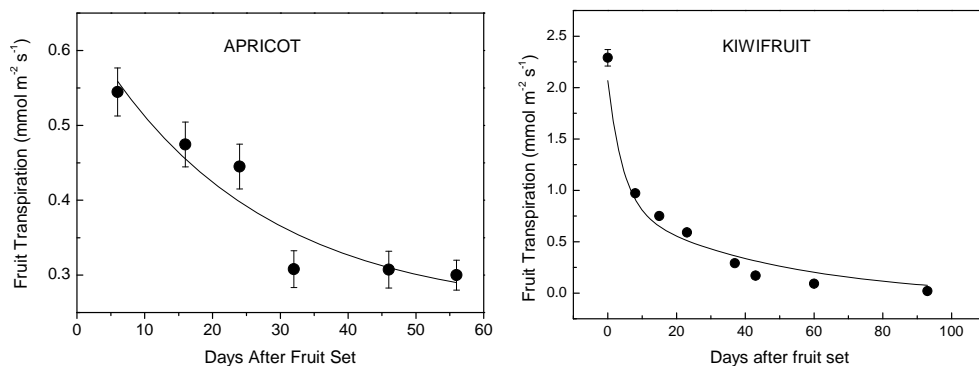 APRICOT
Fruit Transpiration (mmol m⁻² s⁻¹)
0.6
0.5
0.4
0.3
0 10 20 30 40 50 60
Days After Fruit Set
KIWIFRUIT
Fruit Transpiration (mmol m⁻² s⁻¹)
2.5
2.0
1.5
1.0
0.5
0.0
0 20 40 60 80 100
Days after fruit set